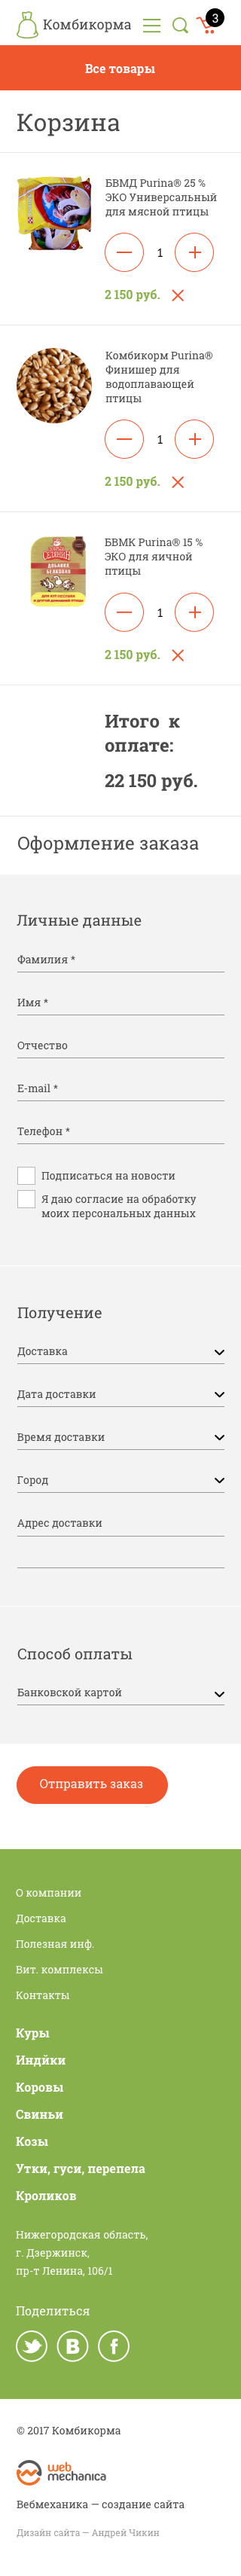 Комбикорма
3
Все товары
Корзина
БВМД Purina® 25 %
ЭКО Универсальный
для мясной птицы
1
2 150 руб.
Комбикорм Purina®
Финишер для
водоплавающей
птицы
1
2 150 руб.
БВМК Purina® 15 %
ЭКО для яичной
птицы
1
2 150 руб.
Итого к
оплате:
22 150 руб.
Оформление заказа
Личные данные
Фамилия *
Имя *
Отчество
E-mail *
Телефон *
Подписаться на новости
Я даю согласие на обработку
моих персональных данных
Получение
Доставка
Дата доставки
Время доставки
Город
Адрес доставки
Способ оплаты
Банковской картой
Отправить заказ
О компании
Доставка
Полезная инф.
Вит. комплексы
Контакты
Куры
Индйки
Коровы
Свиньи
Козы
Утки, гуси, перепела
Кроликов
Нижегородская область,
г. Дзержинск,
пр-т Ленина, 106/1
Поделиться
© 2017 Комбикорма
web
mechanica
Вебмеханика — создание сайта
Дизайн сайта — Андрей Чикин